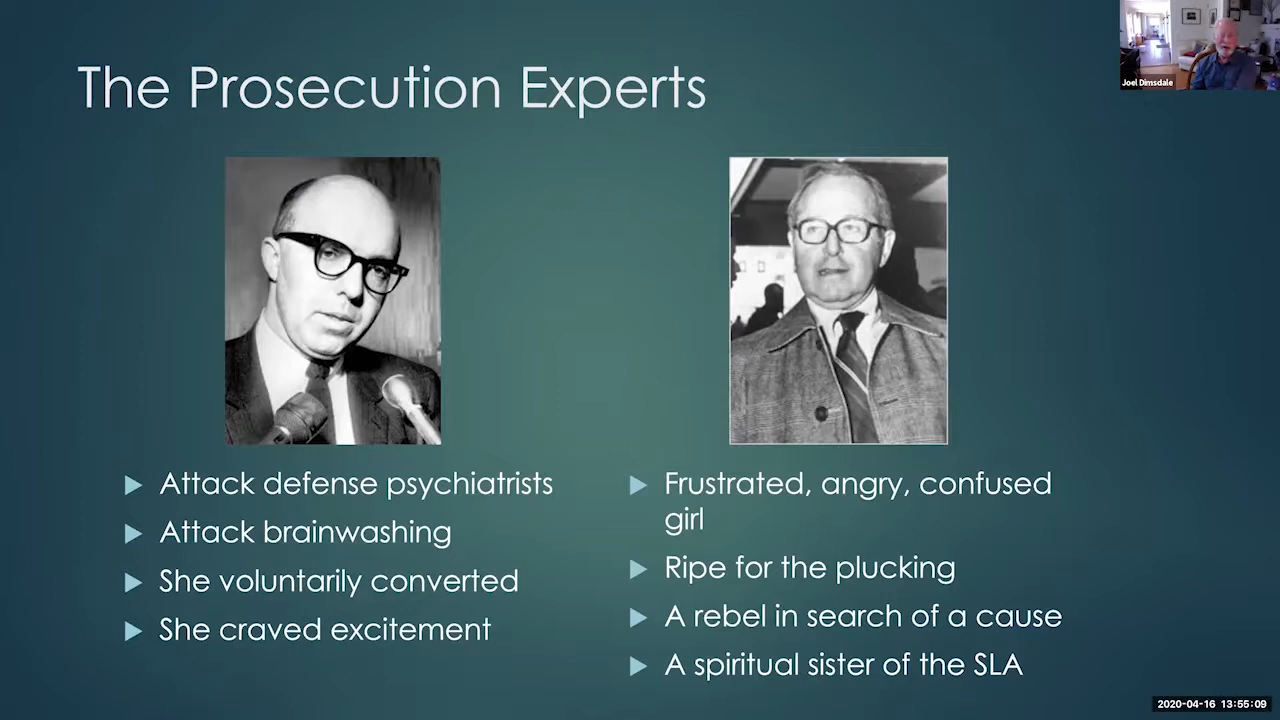 The Prosecution Experts
Joel Dimsdale
Attack defense psychiatrists
Attack brainwashing
She voluntarily converted
She craved excitement
Frustrated, angry, confused
girl
Ripe for the plucking
A rebel in search of a cause
A spiritual sister of the SLA
2020-04-16 13:55:09